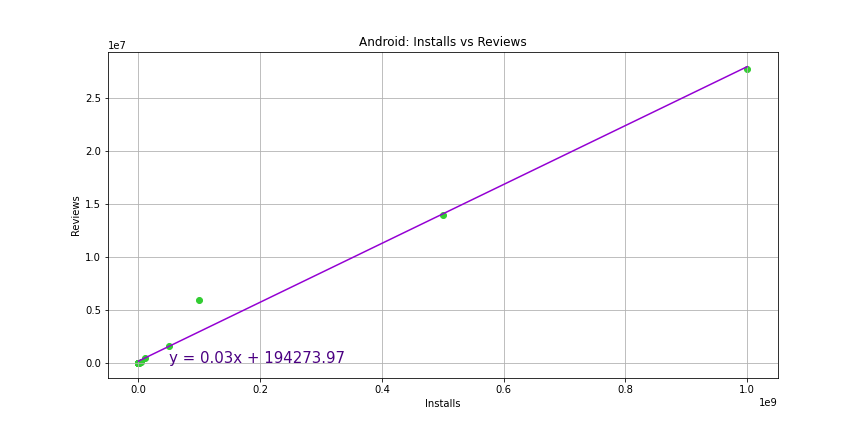 Android: Installs vs Reviews
1e7
2.5
2.0
1.5
1.0
0.5
0.0
Reviews
y = 0.03x + 194273.97
0.0 0.2 0.4 0.6 0.8 1.0
Installs
1e9